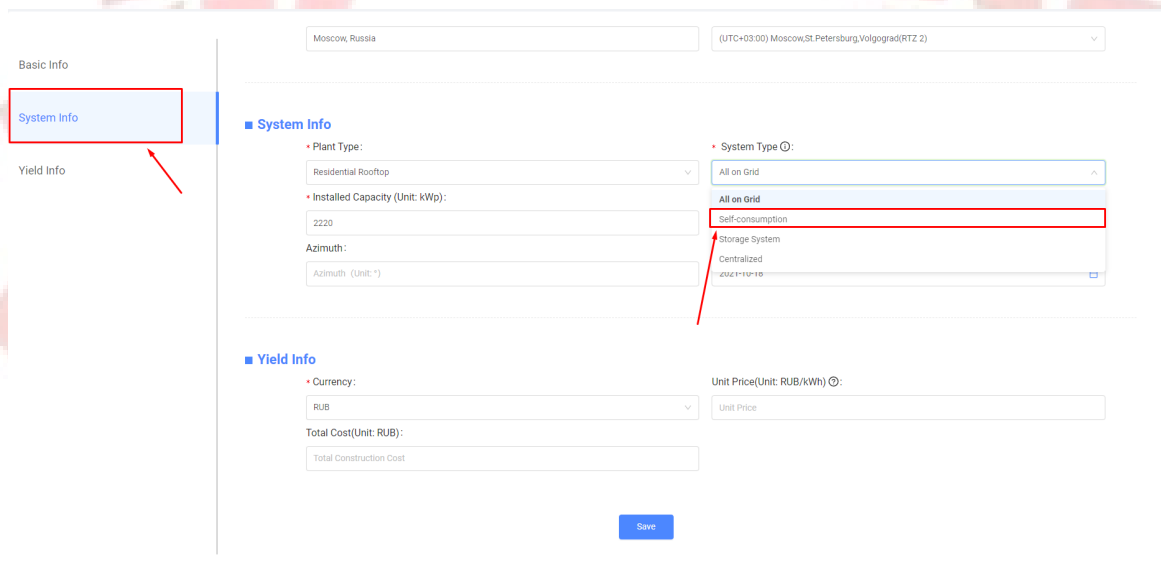 Moscow, Russia
(UTC+03:00) Moscow,St.Petersburg,Volgograd(RTZ 2)
Basic Info
System Info
Yield Info
System Info
* Plant Type:
* System Type ⓘ:
Residential Rooftop
All on Grid
* Installed Capacity (Unit: kWp):
All on Grid
2220
Self-consumption
Azimuth:
Storage System
Centralized
Azimuth (Unit: °)
2021-10-18
Yield Info
* Currency:
Unit Price(Unit: RUB/kWh) ?:
RUB
Unit Price
Total Cost(Unit: RUB):
Total Construction Cost
Save